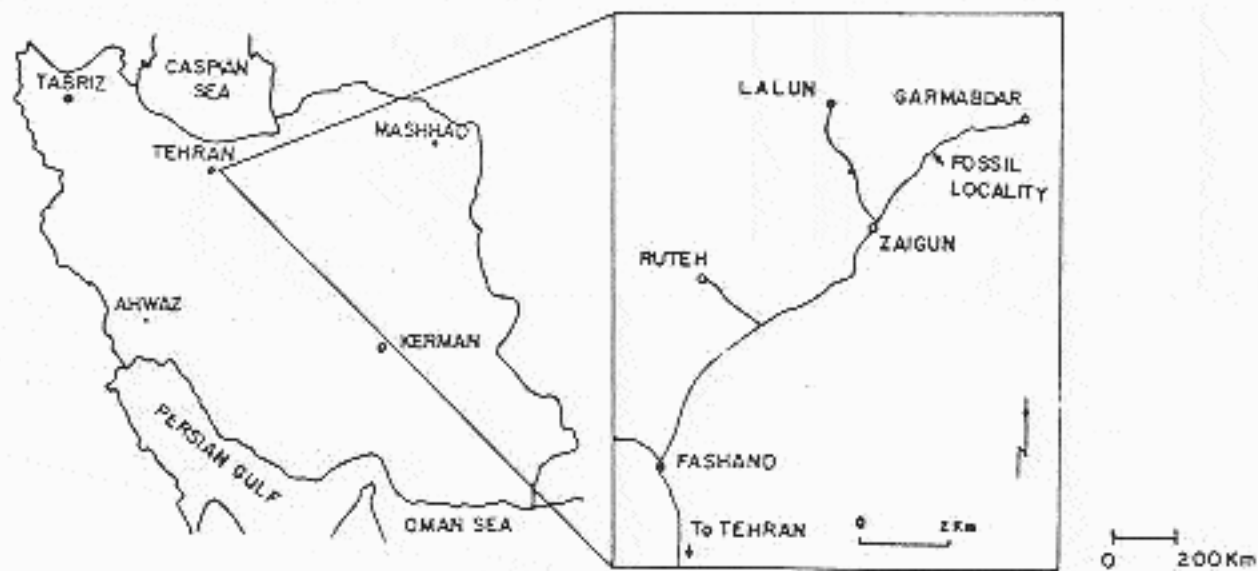 TABRIZ
CASPIAN
SEA
TEHRAN
MASHHAD
AHWAZ
KERMAN
PERSIAN GULF
OMAN SEA
LALUN
GARMABDAR
FOSSIL
LOCALITY
ZAIGUN
RUTEH
FASHAND
To TEHRAN
0 2 Km
0 200 Km